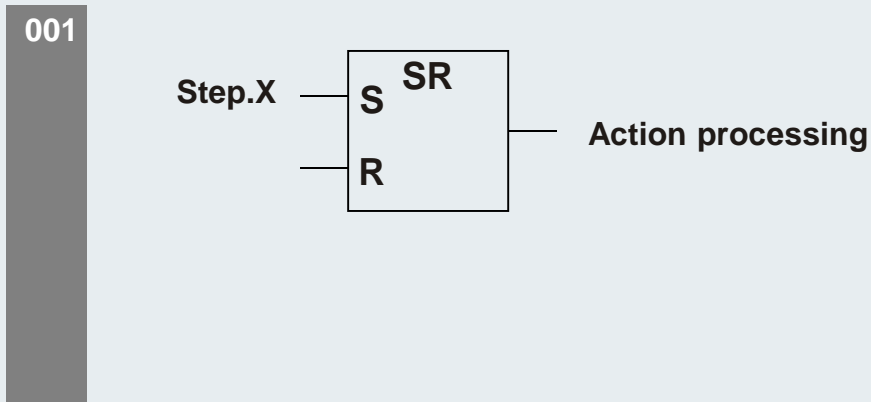 001
SR
Step.X
S
Action processing
R